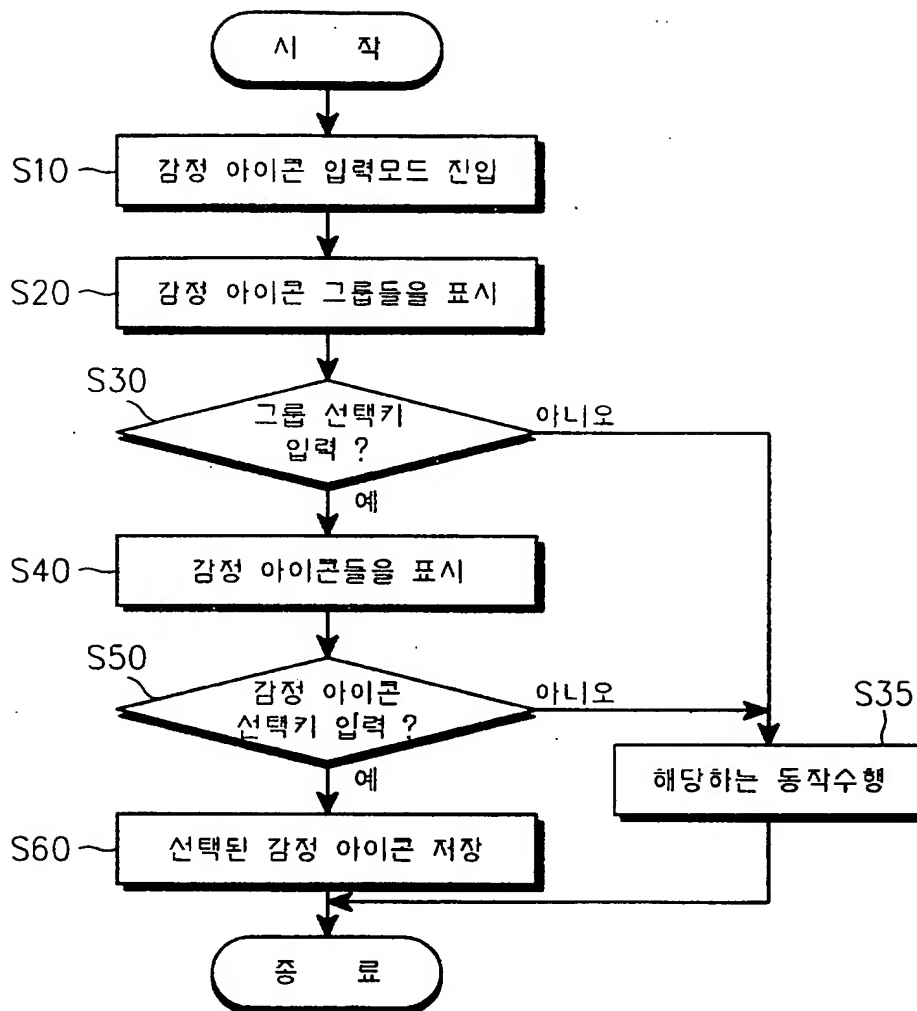 시 작
S10
감정 아이콘 입력모드 진입
S20
감정 아이콘 그룹들을 표시
S30
그룹 선택키
입력 ?
아니오
예
S40
감정 아이콘들을 표시
S50
감정 아이콘
선택키 입력 ?
아니오
예
S35
해당하는 동작수행
S60
선택된 감정 아이콘 저장
종 료